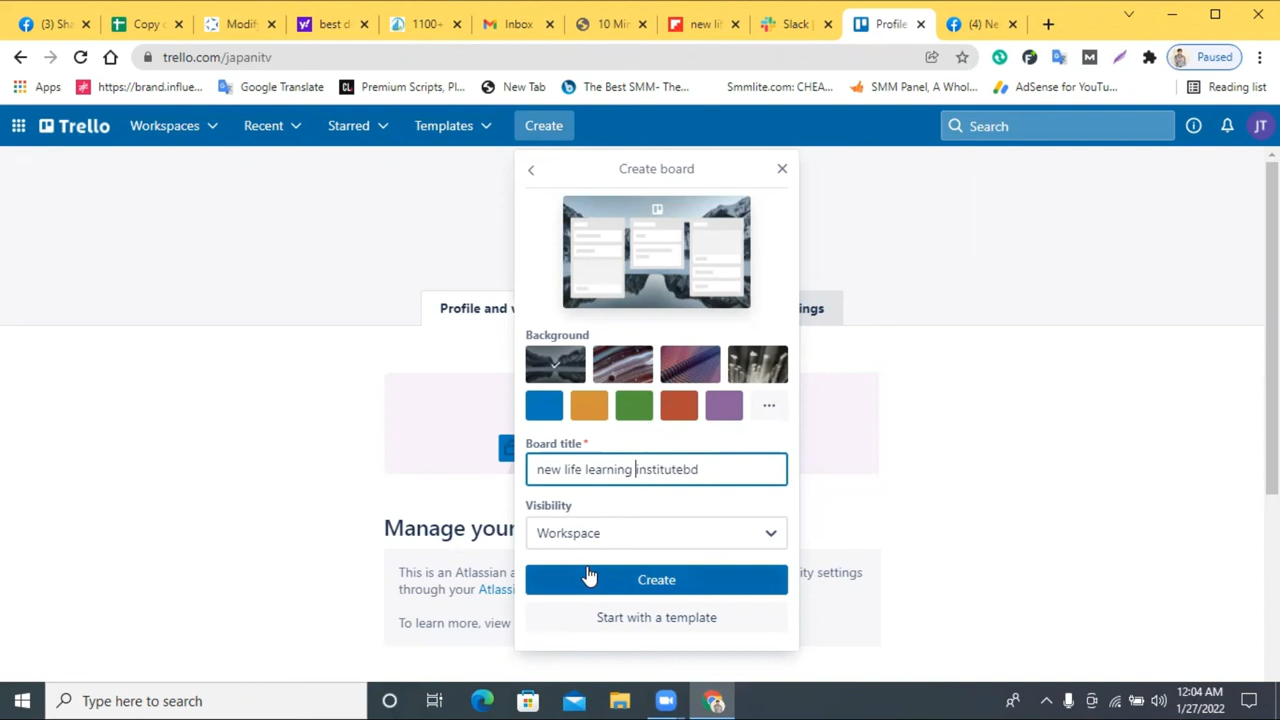 (3) Sha
Copy o
Modif
best d
1100+
Inbox
10 Min
new li
Slack |
Profile
(4) Ne
trello.com/japanitv
Paused
Apps
https://brand.influe...
Google Translate
Premium Scripts, Pl...
New Tab
The Best SMM- The...
Smmlite.com: CHEA...
SMM Panel, A Whol...
AdSense for YouTu...
Reading list
Trello
Workspaces
Recent
Starred
Templates
Create
Search
JT
Create board
Profile and v
ings
Background
Board title*
new life learning institutebd
Visibility
Workspace
Manage your
This is an Atlassian a
ity settings
through your Atlass
To learn more, view
Create
Start with a template
Type here to search
12:04 AM
1/27/2022